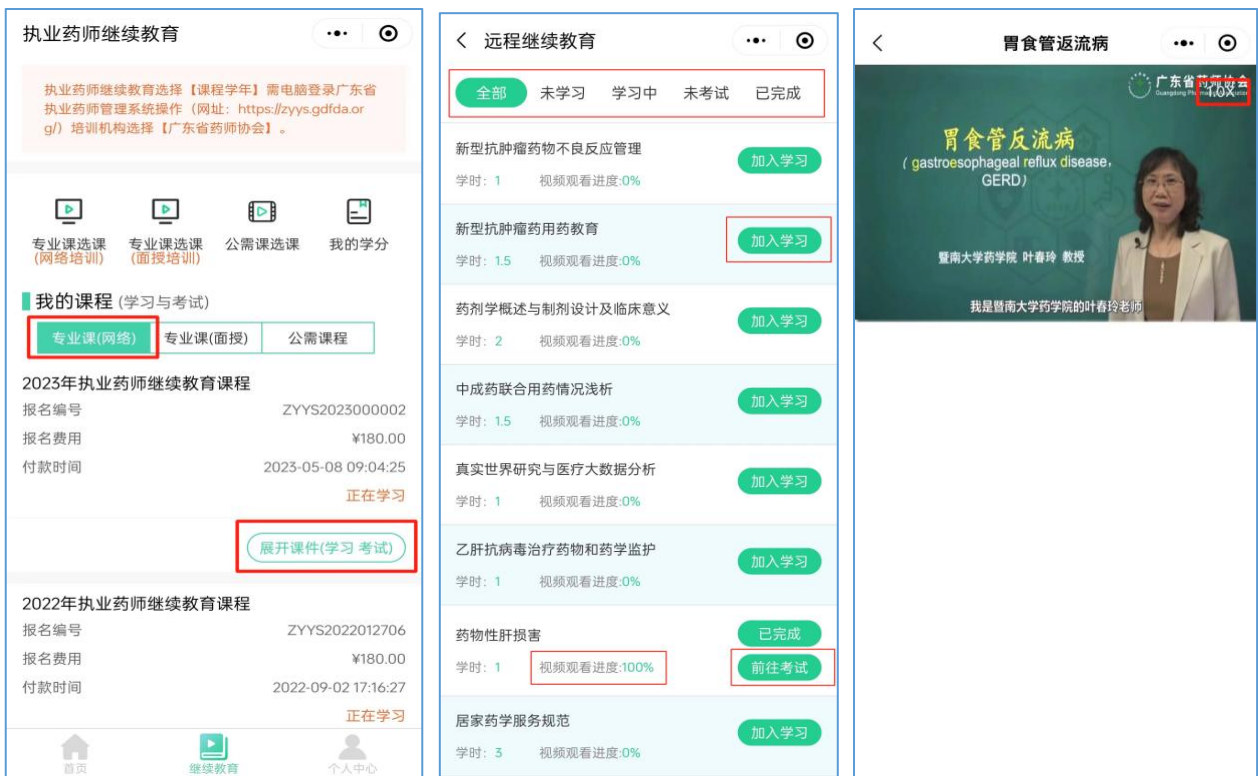 执业药师继续教育
执业药师继续教育选择【课程学年】需电脑登录广东省
执业药师管理系统操作（网址：https://zyys.gdfda.or
g/）培训机构选择【广东省药师协会】。
专业课选课
(网络培训)
专业课选课
(面授培训)
公需课选课
我的学分
我的课程 (学习与考试)
专业课(网络) 专业课(面授) 公需课程
2023年执业药师继续教育课程
报名编号 ZYYS2023000002
报名费用 ¥180.00
付款时间 2023-05-08 09:04:25
正在学习
展开课件(学习 考试)
2022年执业药师继续教育课程
报名编号 ZYYS2022012706
报名费用 ¥180.00
付款时间 2022-09-02 17:16:27
正在学习
首页 继续教育 个人中心
远程继续教育
全部 未学习 学习中 未考试 已完成
新型抗肿瘤药物不良反应管理
学时：1 视频观看进度:0%
加入学习
新型抗肿瘤药用药教育
学时：1.5 视频观看进度:0%
加入学习
药剂学概述与制剂设计及临床意义
学时：2 视频观看进度:0%
加入学习
中成药联合用药情况浅析
学时：1.5 视频观看进度:0%
加入学习
真实世界研究与医疗大数据分析
学时：1 视频观看进度:0%
加入学习
乙肝抗病毒治疗药物和药学监护
学时：1 视频观看进度:0%
加入学习
药物性肝损害
已完成
学时：1 视频观看进度:100%
前往考试
居家药学服务规范
学时：3 视频观看进度:0%
加入学习
胃食管返流病
广东省药师协会
1.0X
胃食管反流病
( gastroesophageal reflux disease,
GERD)
暨南大学药学院 叶春玲 教授
我是暨南大学药学院的叶春玲老师